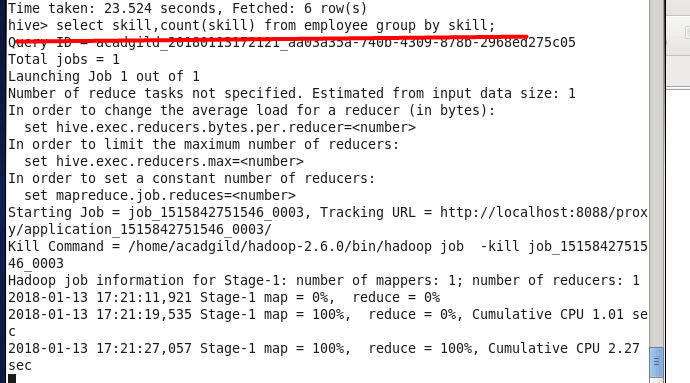 Time taken: 23.524 seconds, Fetched: 6 row(s)
hive> select skill,count(skill) from employee group by skill;
Query ID = acadgild_20180113172121_aa03a35a-740b-4309-878b-2968ed275c05
Total jobs = 1
Launching Job 1 out of 1
Number of reduce tasks not specified. Estimated from input data size: 1
In order to change the average load for a reducer (in bytes):
  set hive.exec.reducers.bytes.per.reducer=<number>
In order to limit the maximum number of reducers:
  set hive.exec.reducers.max=<number>
In order to set a constant number of reducers:
  set mapreduce.job.reduces=<number>
Starting Job = job_1515842751546_0003, Tracking URL = http://localhost:8088/prox
y/application_1515842751546_0003/
Kill Command = /home/acadgild/hadoop-2.6.0/bin/hadoop job  -kill job_15158427515
46_0003
Hadoop job information for Stage-1: number of mappers: 1; number of reducers: 1
2018-01-13 17:21:11,921 Stage-1 map = 0%,  reduce = 0%
2018-01-13 17:21:19,535 Stage-1 map = 100%,  reduce = 0%, Cumulative CPU 1.01 se
c
2018-01-13 17:21:27,057 Stage-1 map = 100%,  reduce = 100%, Cumulative CPU 2.27
sec